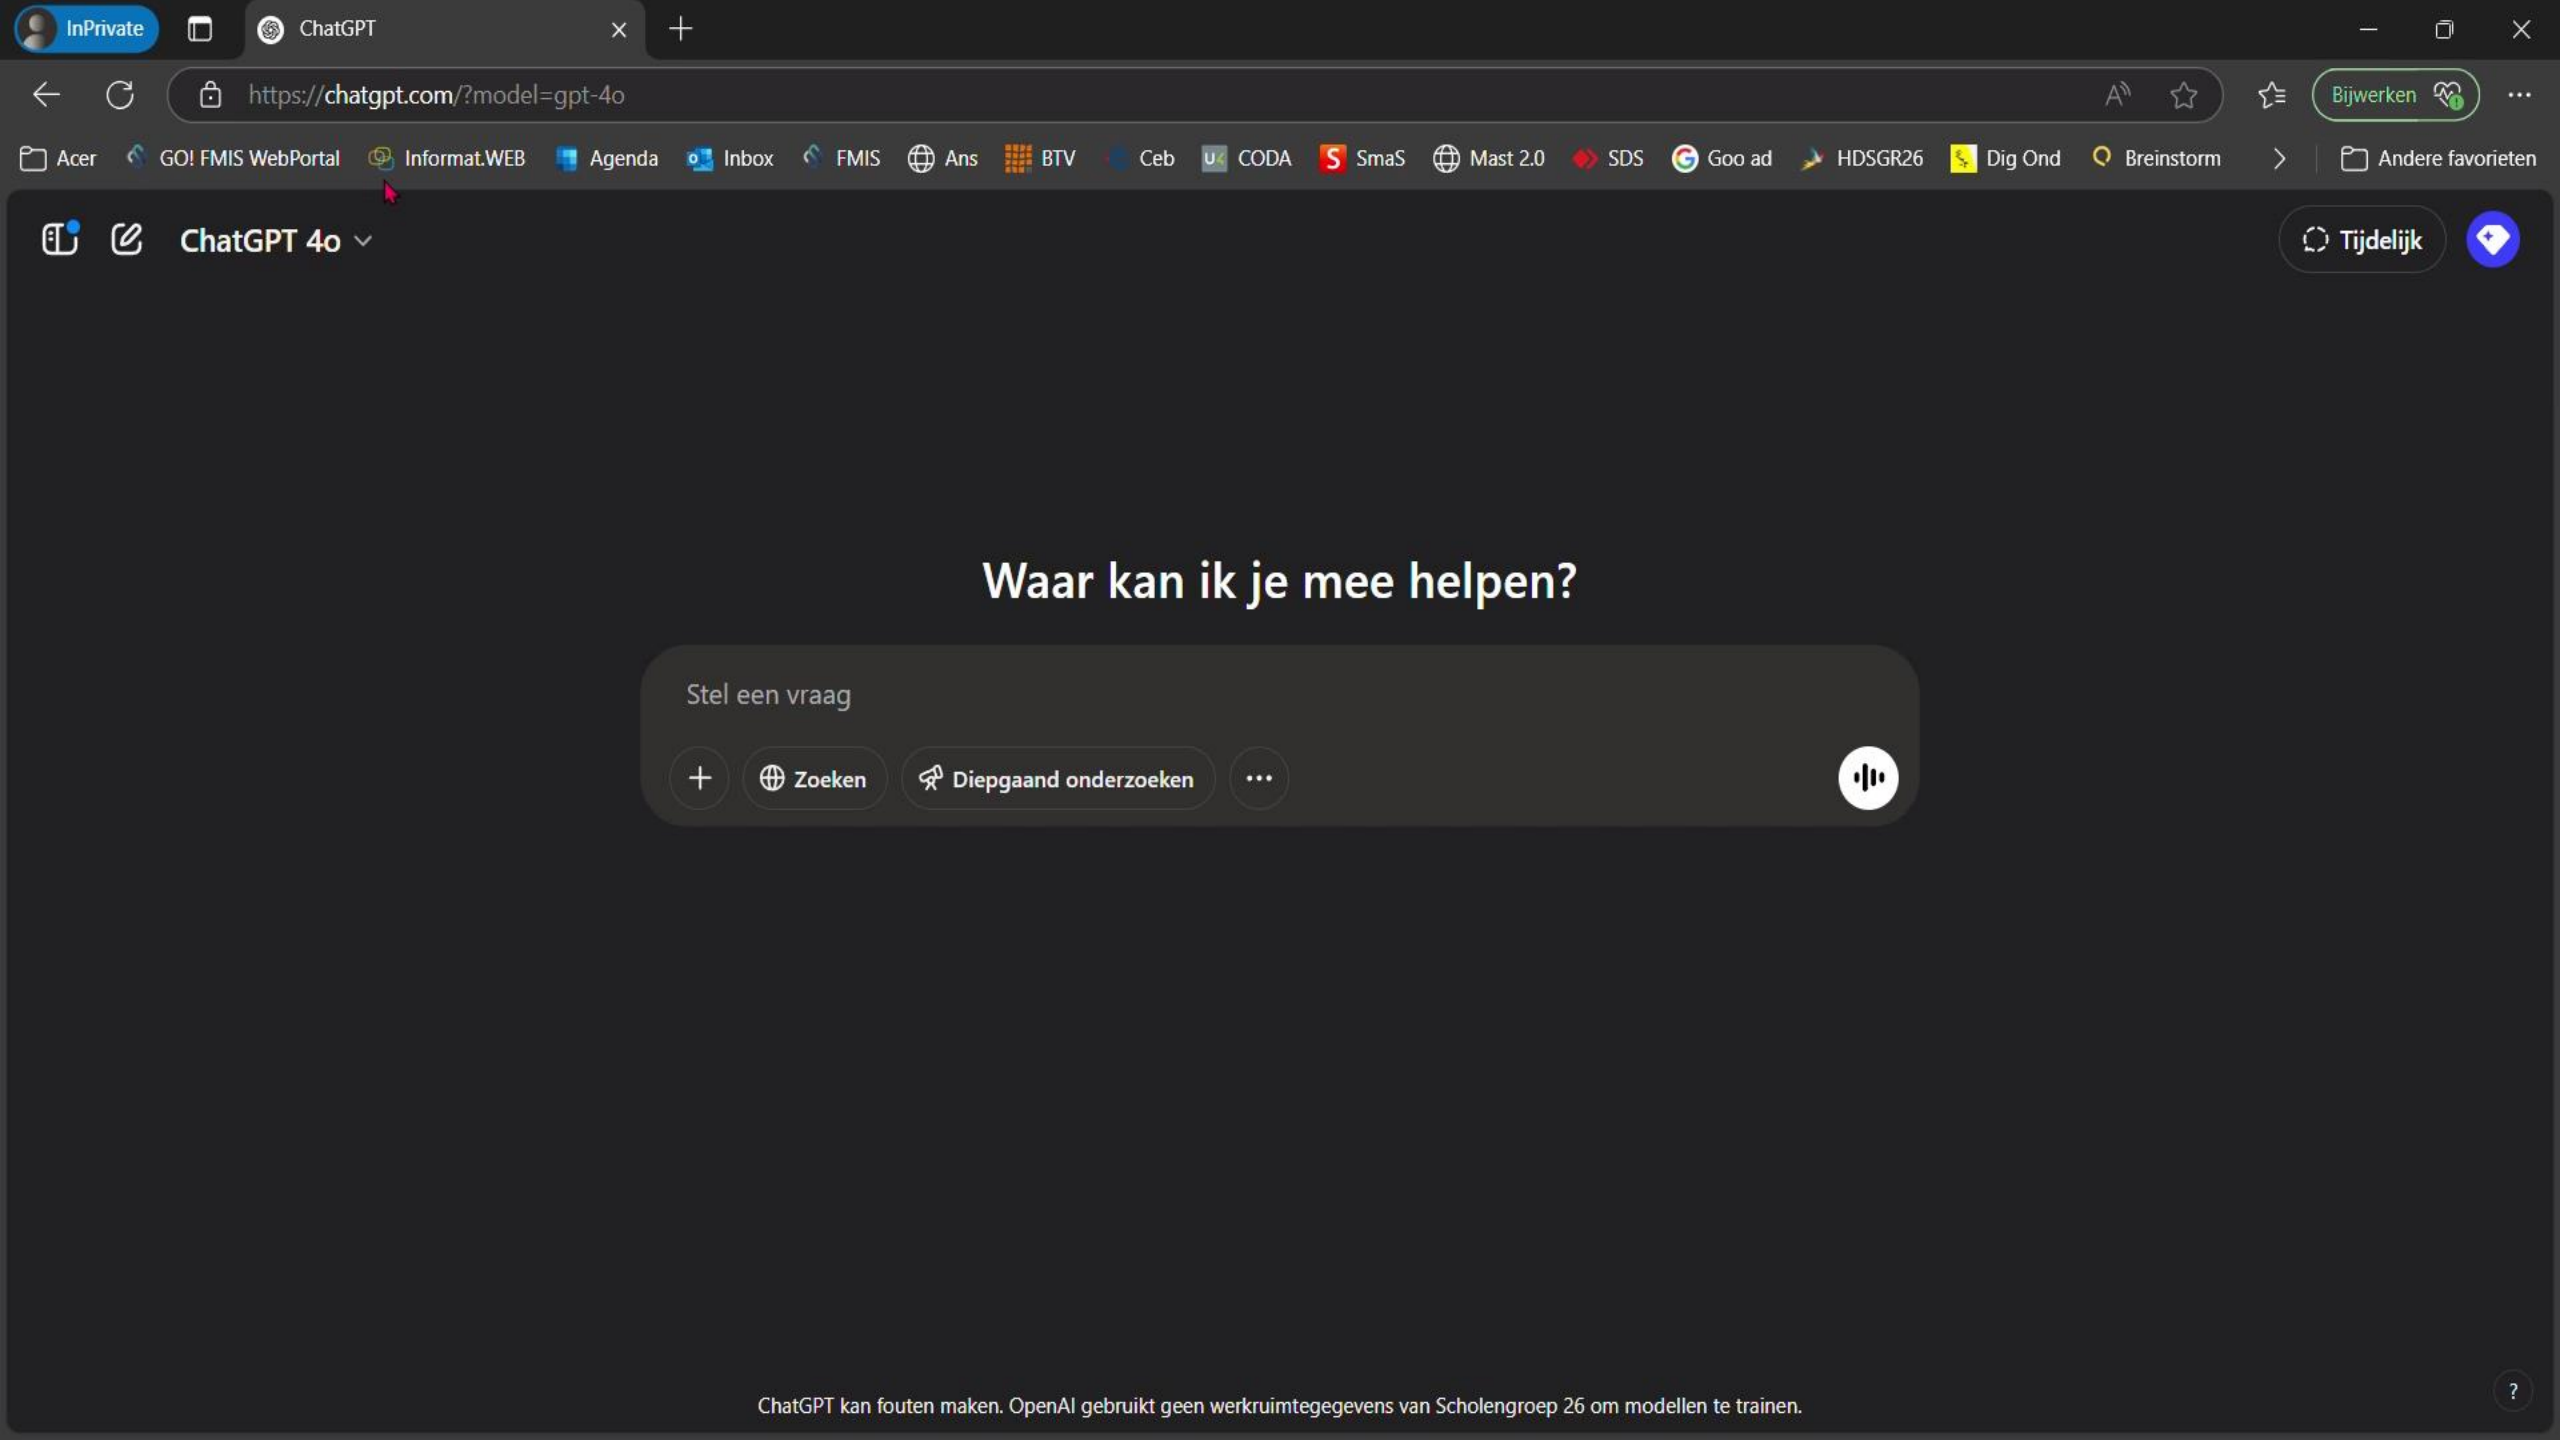 InPrivate
ChatGPT
https://chatgpt.com/?model=gpt-4o
Bijwerken
Acer GO! FMIS WebPortal Informat.WEB Agenda Inbox FMIS Ans BTV Ceb CODA SmaS Mast 2.0 SDS Goo ad HDSGR26 Dig Ond Breinstorm Andere favorieten
ChatGPT 4o
Tijdelijk
Waar kan ik je mee helpen?
Stel een vraag
Zoeken Diepgaand onderzoeken
ChatGPT kan fouten maken. OpenAI gebruikt geen werkruimtegegevens van Scholengroep 26 om modellen te trainen.
?